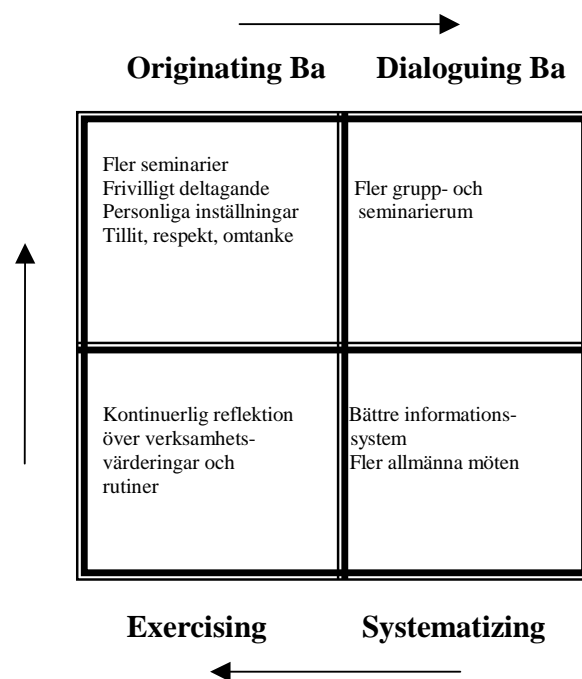 Originating Ba Dialoguing Ba
Fler seminarier
Frivilligt deltagande
Personliga inställningar
Tillit, respekt, omtanke
Fler grupp- och
seminarierum
Kontinuerlig reflektion
över verksamhets-
värderingar och
rutiner
Bättre informations-
system
Fler allmänna möten
Exercising Systematizing